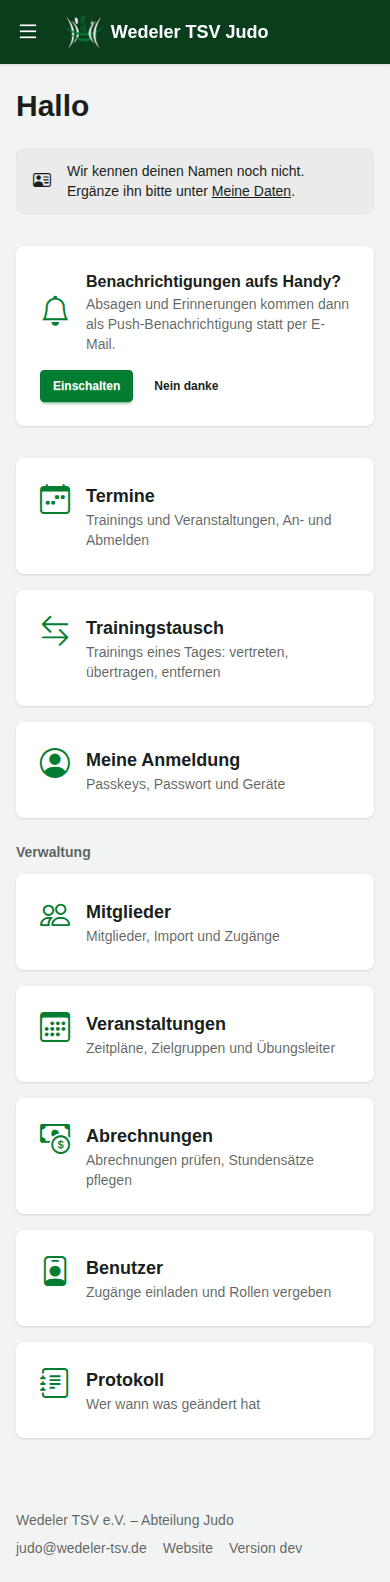 Wedeler TSV Judo
Hallo
Wir kennen deinen Namen noch nicht.
Ergänze ihn bitte unter Meine Daten.
Benachrichtigungen aufs Handy?
Absagen und Erinnerungen kommen dann
als Push-Benachrichtigung statt per E-
Mail.
Einschalten
Nein danke
Termine
Trainings und Veranstaltungen, An- und
Abmelden
Trainingstausch
Trainings eines Tages: vertreten,
übertragen, entfernen
Meine Anmeldung
Passkeys, Passwort und Geräte
Verwaltung
Mitglieder
Mitglieder, Import und Zugänge
Veranstaltungen
Zeitpläne, Zielgruppen und Übungsleiter
Abrechnungen
Abrechnungen prüfen, Stundensätze
pflegen
Benutzer
Zugänge einladen und Rollen vergeben
Protokoll
Wer wann was geändert hat
Wedeler TSV e.V. – Abteilung Judo
judo@wedeler-tsv.de Website Version dev